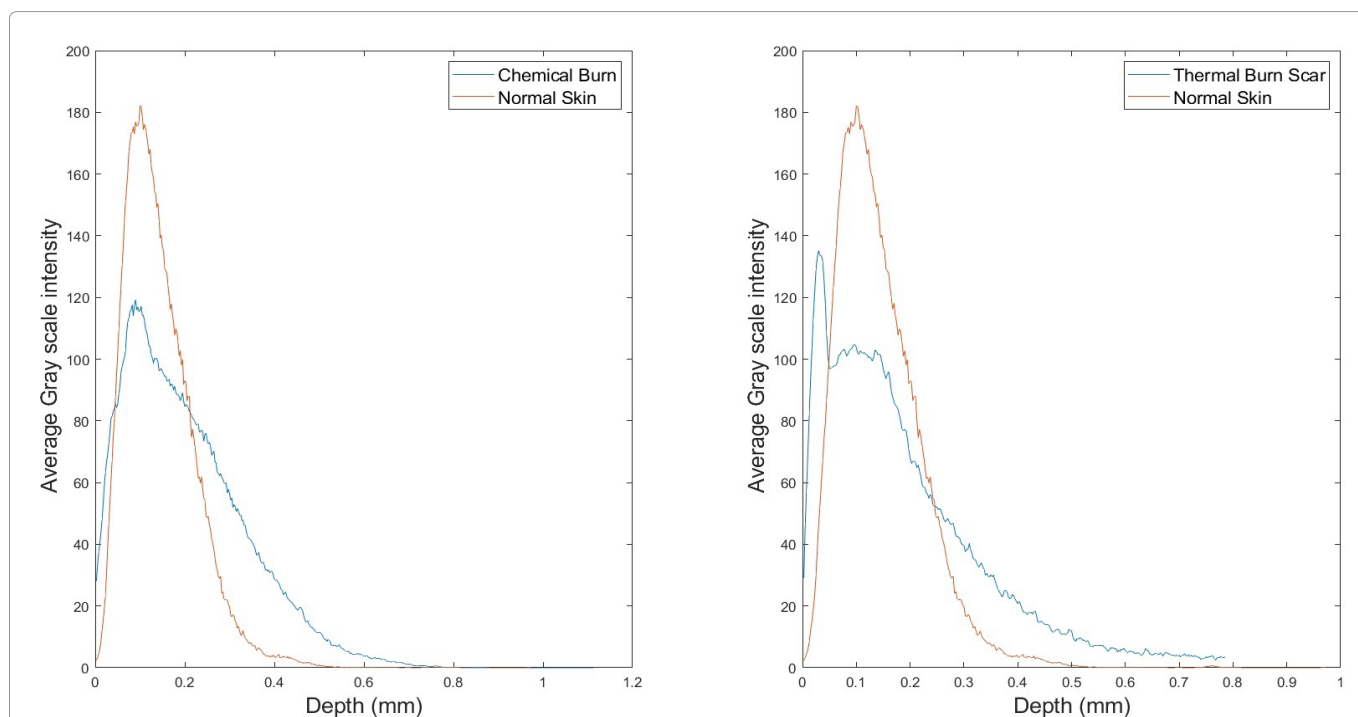 200
180
160
140
120
100
80
60
40
20
0
Average Gray scale intensity
Chemical Burn
Normal Skin
0 0.2 0.4 0.6 0.8 1 1.2
Depth (mm)
200
180
160
140
120
100
80
60
40
20
0
Average Gray scale intensity
Thermal Burn Scar
Normal Skin
0 0.1 0.2 0.3 0.4 0.5 0.6 0.7 0.8 0.9 1
Depth (mm)